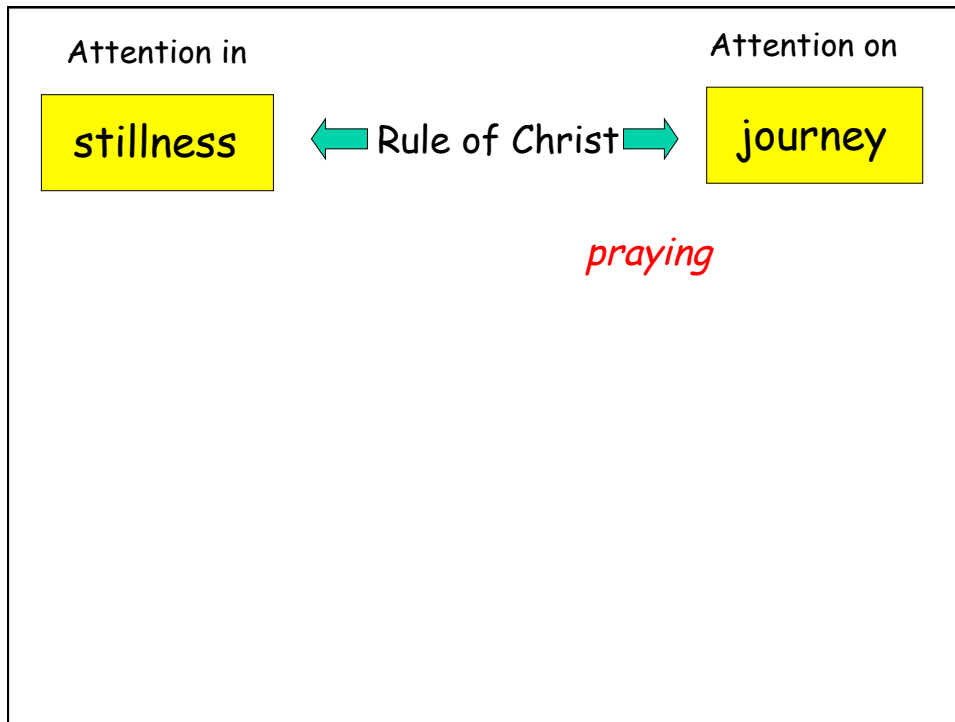 Attention in
Attention on
stillness
Rule of Christ
journey
praying